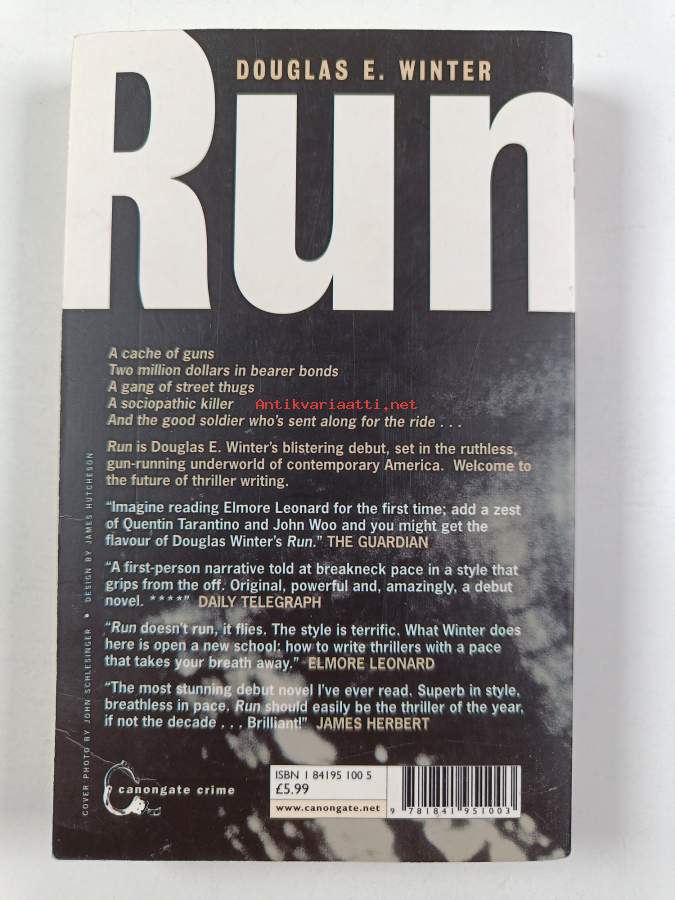 DOUGLAS E. WINTER
Run
A cache of guns
Two million dollars in bearer bonds
A gang of street thugs
A sociopathic killer
Antikvariaatti.net
And the good soldier who's sent along for the ride . . .
Run is Douglas E. Winter's blistering debut, set in the ruthless,
gun-running underworld of contemporary America. Welcome to
the future of thriller writing.
"Imagine reading Elmore Leonard for the first time; add a zest
of Quentin Tarantino and John Woo and you might get the
flavour of Douglas Winter's Run." THE GUARDIAN
"A first-person narrative told at breakneck pace in a style that
grips from the off. Original, powerful and, amazingly, a debut
novel. ****" DAILY TELEGRAPH
"Run doesn't run, it flies. The style is terrific. What Winter does
here is open a new school: how to write thrillers with a pace
that takes your breath away." ELMORE LEONARD
"The most stunning debut novel I've ever read. Superb in style,
breathless in pace, Run should easily be the thriller of the year,
if not the decade . . . Brilliant!" JAMES HERBERT
COVER PHOTO BY JOHN SCHLESINGER • DESIGN BY JAMES HUTCHESON
canongate crime
ISBN 1 84195 100 5
£5.99
www.canongate.net
9 781841 951003